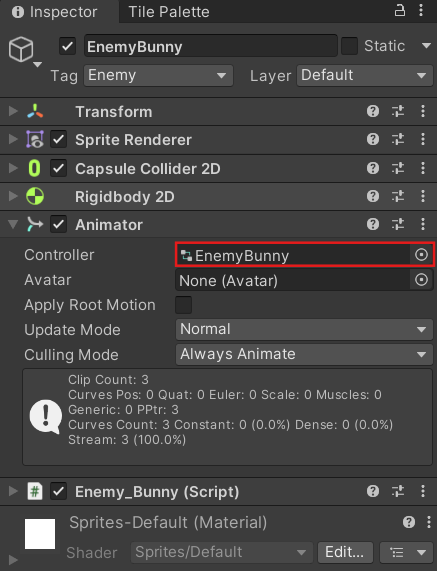 Inspector Tile Palette
EnemyBunny Static
Tag Enemy Layer Default
Transform
Sprite Renderer
Capsule Collider 2D
Rigidbody 2D
Animator
Controller EnemyBunny
Avatar None (Avatar)
Apply Root Motion
Update Mode Normal
Culling Mode Always Animate
Clip Count: 3
Curves Pos: 0 Quat: 0 Euler: 0 Scale: 0 Muscles: 0
Generic: 0 PPtr: 3
Curves Count: 3 Constant: 0 (0.0%) Dense: 0 (0.0%)
Stream: 3 (100.0%)
Enemy_Bunny (Script)
Sprites-Default (Material)
Shader Sprites/Default Edit...